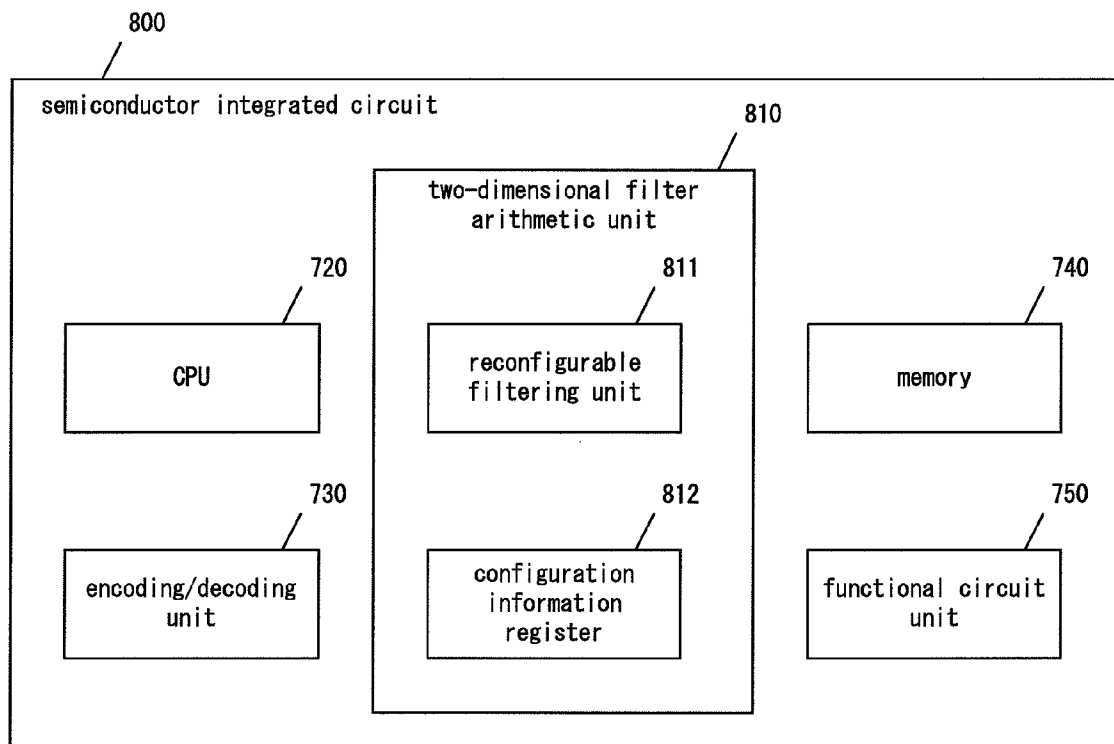 800
semiconductor integrated circuit
810
two-dimensional filter
arithmetic unit
720
811
740
CPU
reconfigurable
filtering unit
memory
730
812
750
encoding/decoding
unit
configuration
information
register
functional circuit
unit